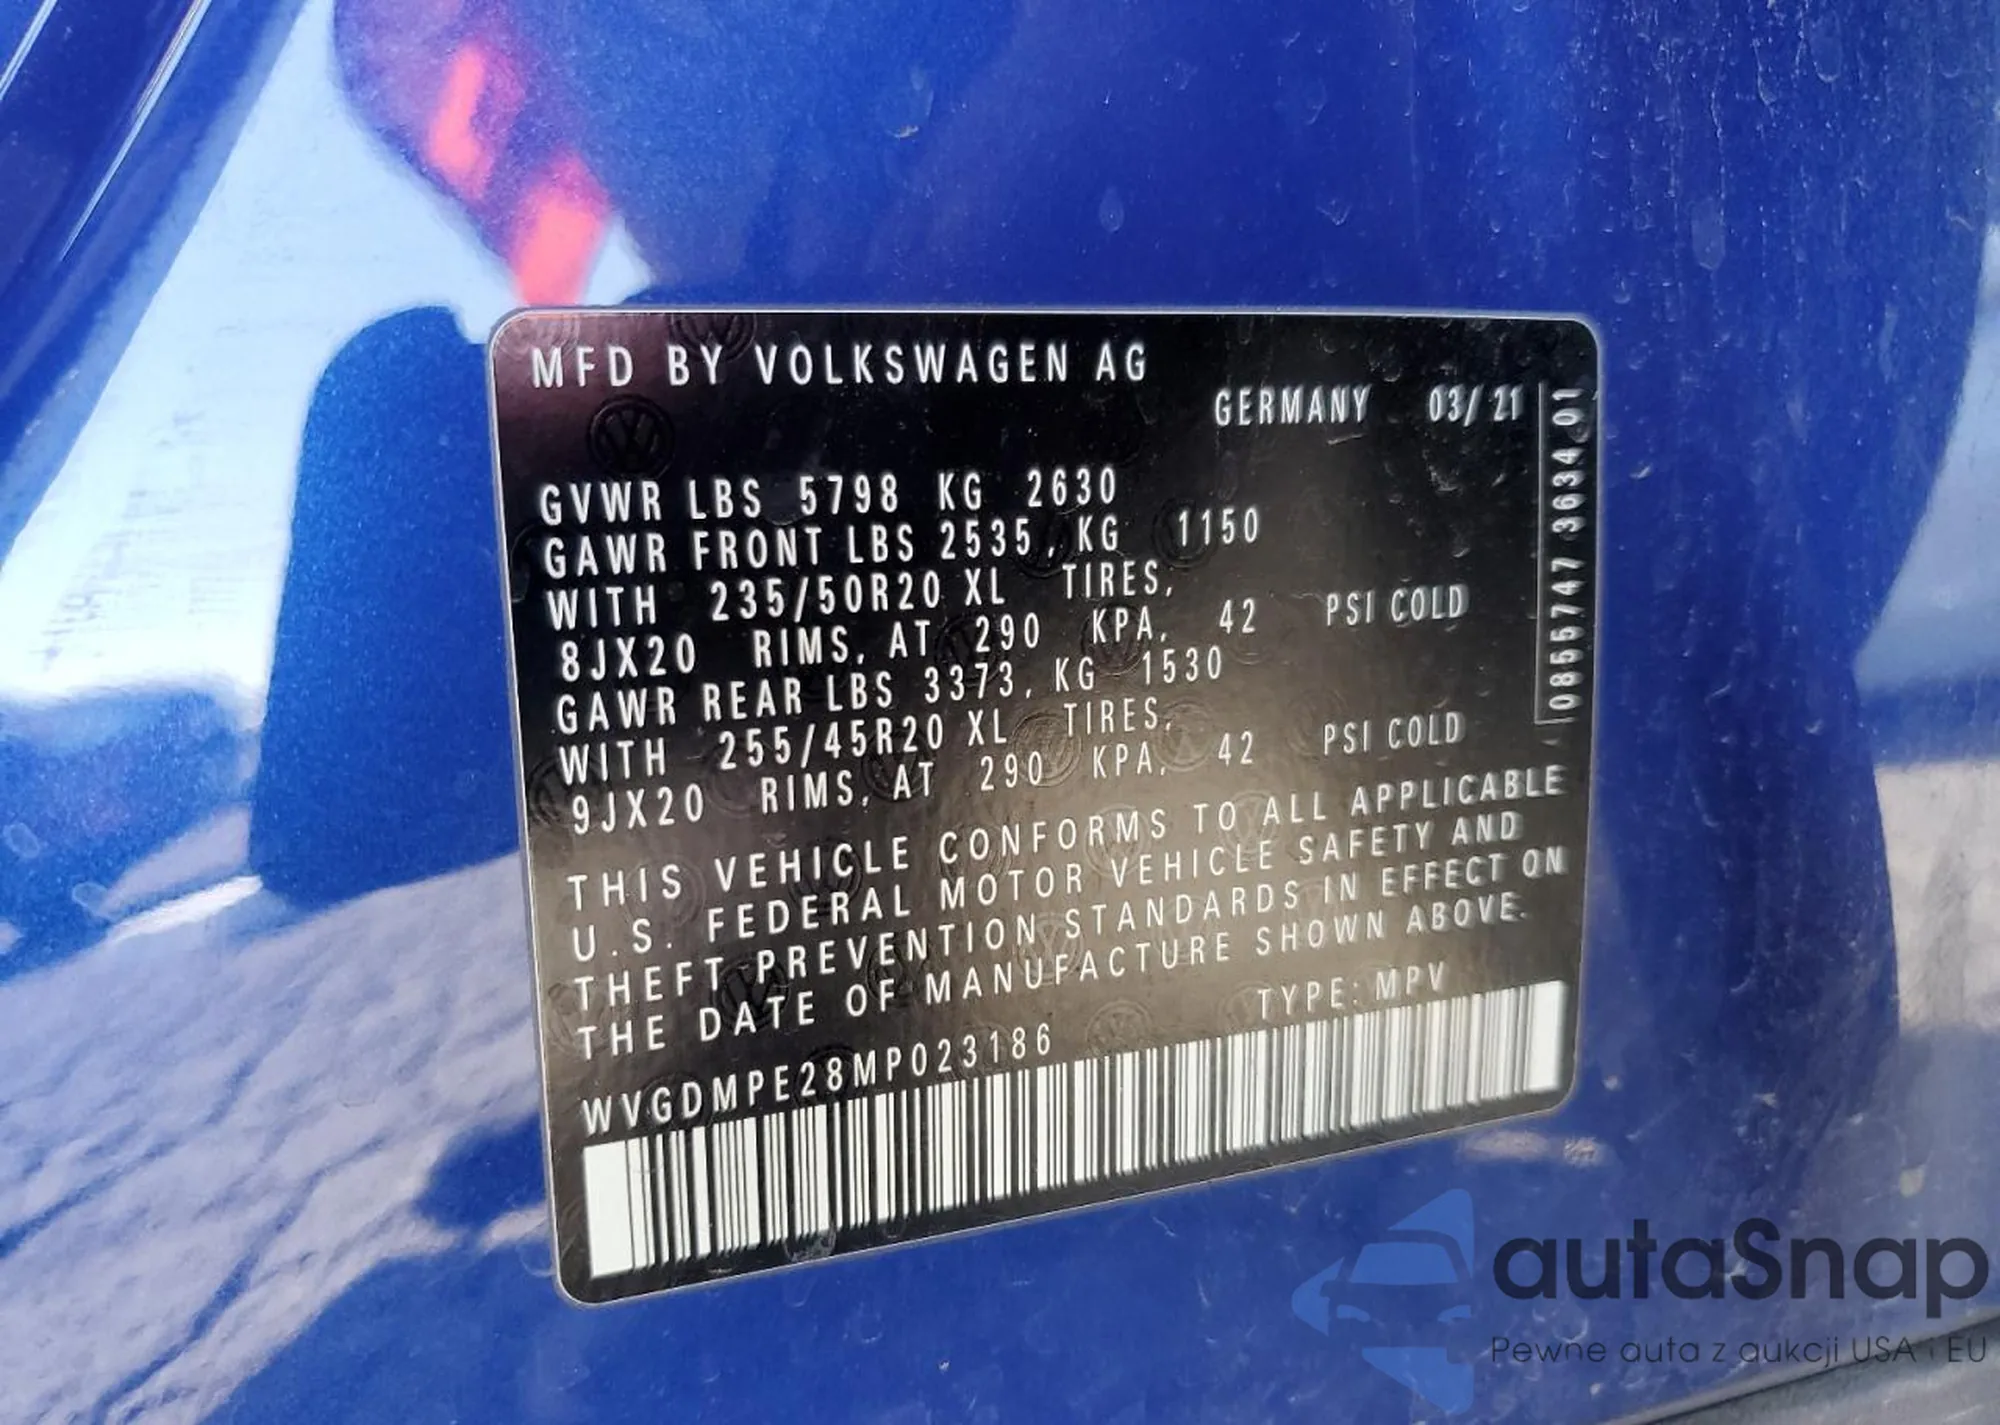 MFD BY VOLKSWAGEN AG
GERMANY 03/21
GVWR LBS 5798 KG 2630
GAWR FRONT LBS 2535, KG 1150
WITH 235/50R20 XL TIRES,
8JX20 RIMS, AT 290 KPA, 42 PSI COLD
GAWR REAR LBS 3373, KG 1530
WITH 255/45R20 XL TIRES,
9JX20 RIMS, AT 290 KPA, 42 PSI COLD
THIS VEHICLE CONFORMS TO ALL APPLICABLE
U.S. FEDERAL MOTOR VEHICLE SAFETY AND
THEFT PREVENTION STANDARDS IN EFFECT ON
THE DATE OF MANUFACTURE SHOWN ABOVE.
WVGDMPE28MP023186 TYPE: MPV
0855747 3634 01
autaSnap
Pewne auta z aukcji USA i EU